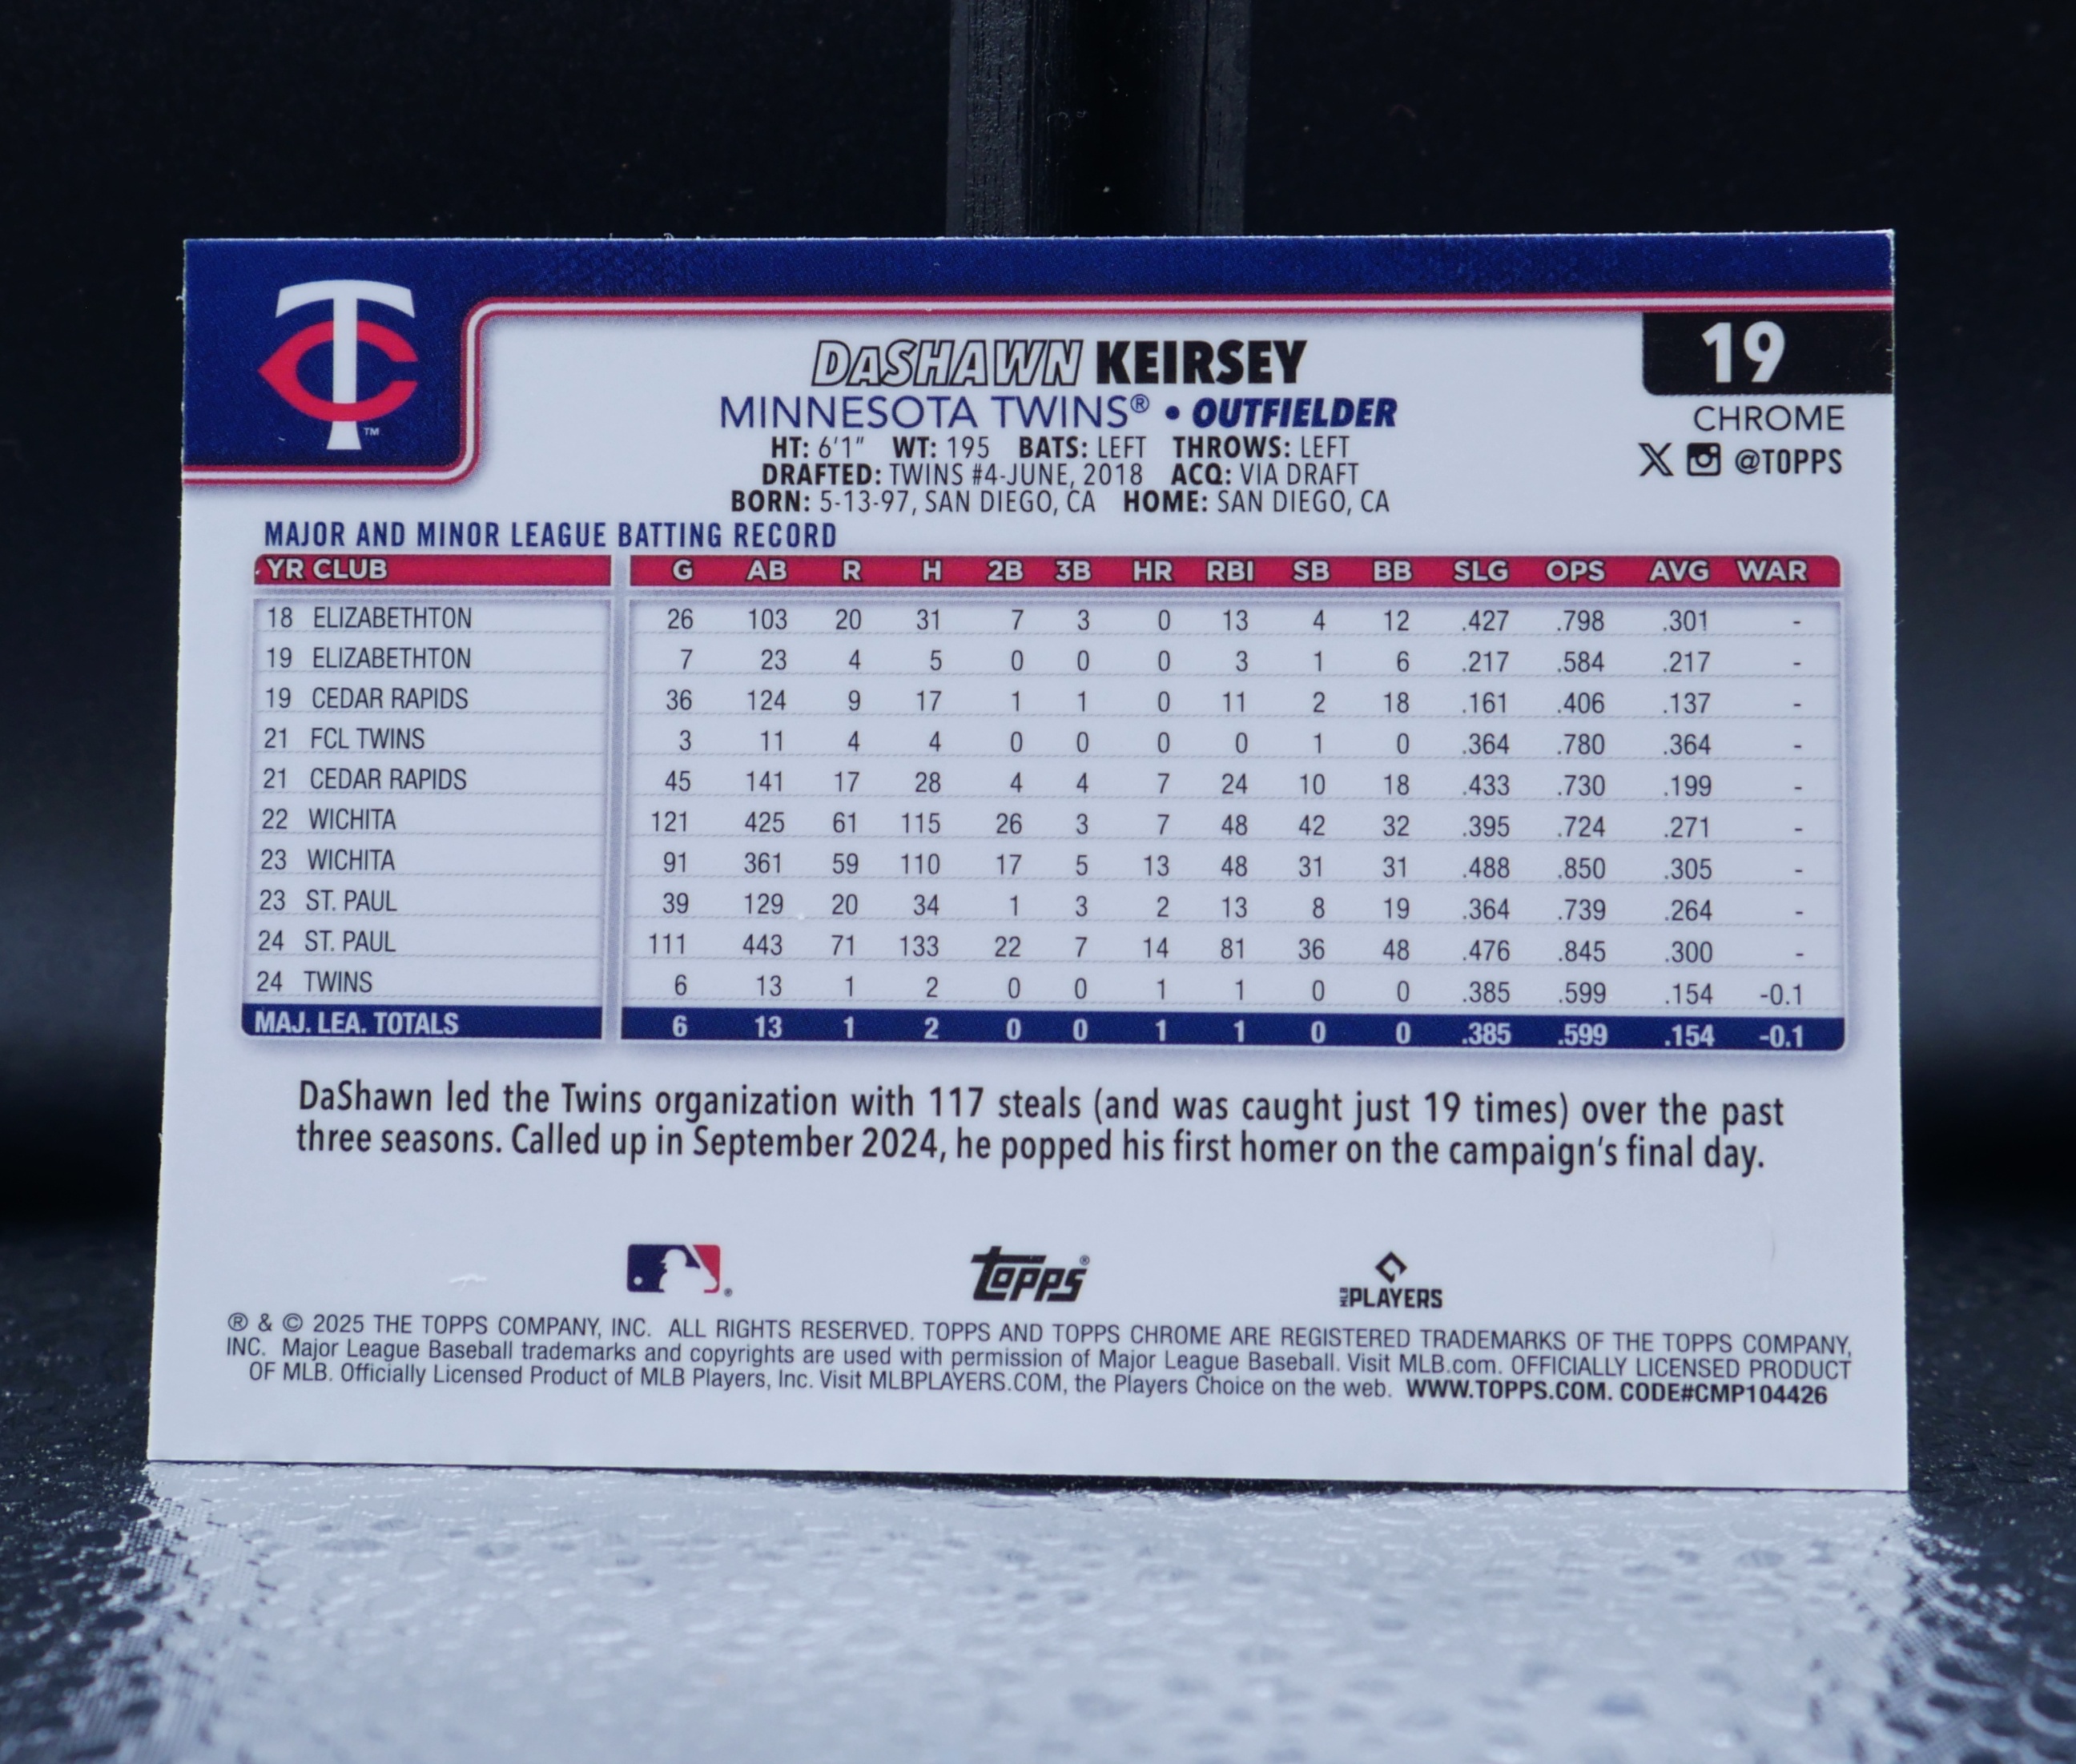 TC™
19
DASHAWN KEIRSEY
CHROME
MINNESOTA TWINS® • OUTFIELDER
X @TOPPS
HT: 6'1" WT: 195 BATS: LEFT THROWS: LEFT
DRAFTED: TWINS #4-JUNE, 2018 ACQ: VIA DRAFT
BORN: 5-13-97, SAN DIEGO, CA HOME: SAN DIEGO, CA
MAJOR AND MINOR LEAGUE BATTING RECORD
YR CLUB G AB R H 2B 3B HR RBI SB BB SLG OPS AVG WAR
18 ELIZABETHTON 26 103 20 31 7 3 0 13 4 12 .427 .798 .301 -
19 ELIZABETHTON 7 23 4 5 0 0 0 3 1 6 .217 .584 .217 -
19 CEDAR RAPIDS 36 124 9 17 1 1 0 11 2 18 .161 .406 .137 -
21 FCL TWINS 3 11 4 4 0 0 0 0 1 0 .364 .780 .364 -
21 CEDAR RAPIDS 45 141 17 28 4 4 7 24 10 18 .433 .730 .199 -
22 WICHITA 121 425 61 115 26 3 7 48 42 32 .395 .724 .271 -
23 WICHITA 91 361 59 110 17 5 13 48 31 31 .488 .850 .305 -
23 ST. PAUL 39 129 20 34 1 3 2 13 8 19 .364 .739 .264 -
24 ST. PAUL 111 443 71 133 22 7 14 81 36 48 .476 .845 .300 -
24 TWINS 6 13 1 2 0 0 1 1 0 0 .385 .599 .154 -0.1
MAJ. LEA. TOTALS 6 13 1 2 0 0 1 1 0 0 .385 .599 .154 -0.1
DaShawn led the Twins organization with 117 steals (and was caught just 19 times) over the past
three seasons. Called up in September 2024, he popped his first homer on the campaign's final day.
® Topps® MLB PLAYERS
® & © 2025 THE TOPPS COMPANY, INC. ALL RIGHTS RESERVED. TOPPS AND TOPPS CHROME ARE REGISTERED TRADEMARKS OF THE TOPPS COMPANY,
INC. Major League Baseball trademarks and copyrights are used with permission of Major League Baseball. Visit MLB.com. OFFICIALLY LICENSED PRODUCT
OF MLB. Officially Licensed Product of MLB Players, Inc. Visit MLBPLAYERS.COM, the Players Choice on the web. WWW.TOPPS.COM. CODE#CMP104426